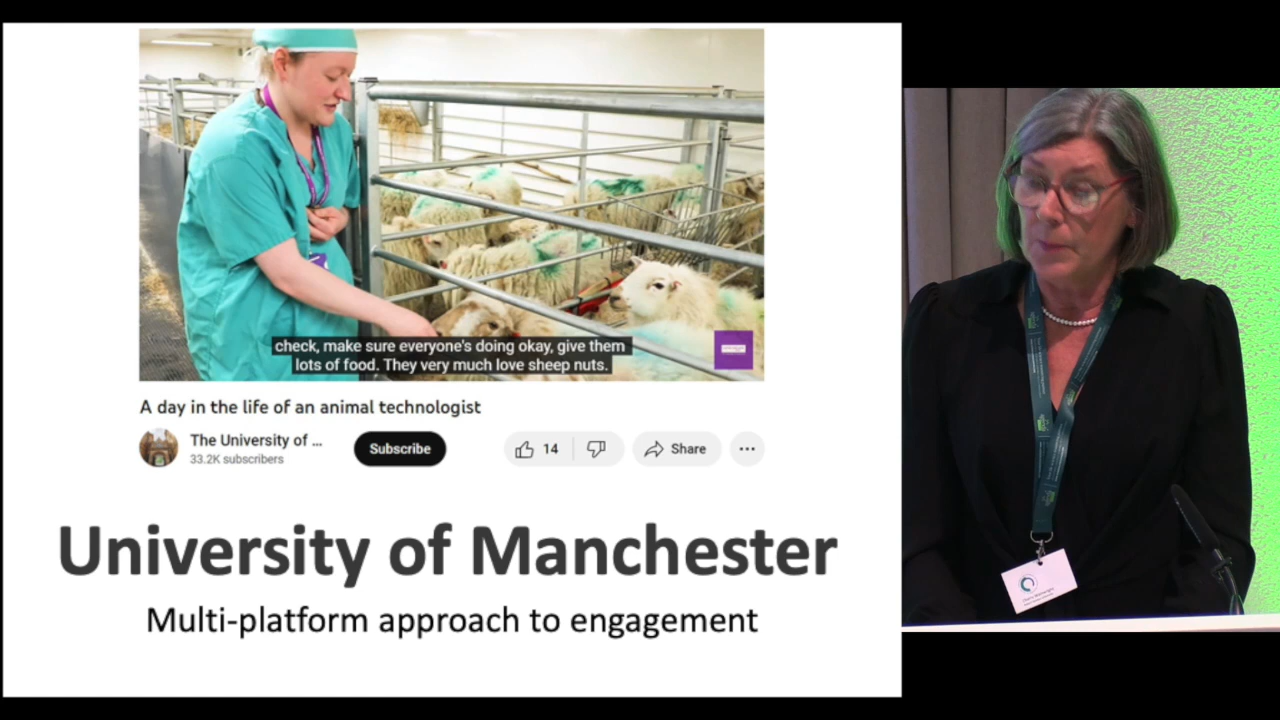 check, make sure everyone's doing okay, give them
lots of food. They very much love sheep nuts.
A day in the life of an animal technologist
The University of ...
33.2K subscribers
Subscribe
14
Share
University of Manchester
Multi-platform approach to engagement